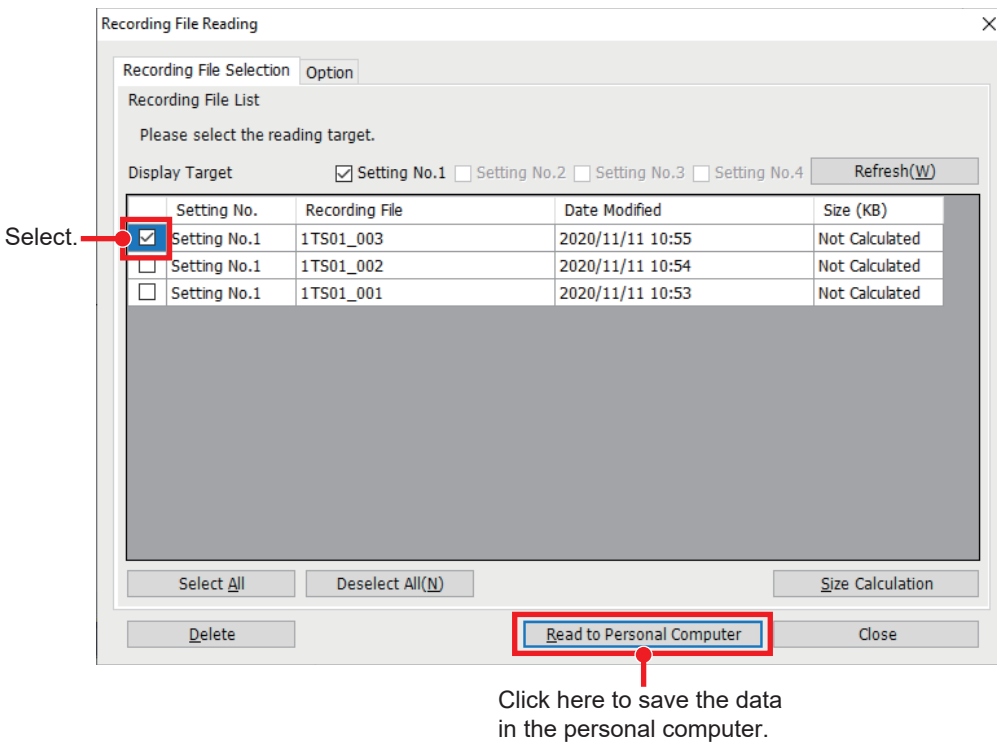 Recording File Reading
Recording File Selection Option
Recording File List
Please select the reading target.
Display Target Setting No.1 Setting No.2 Setting No.3 Setting No.4 Refresh(W)
Setting No. Recording File Date Modified Size (KB)
Select. Setting No.1 1TS01_003 2020/11/11 10:55 Not Calculated
Setting No.1 1TS01_002 2020/11/11 10:54 Not Calculated
Setting No.1 1TS01_001 2020/11/11 10:53 Not Calculated
Select All Deselect All(N) Size Calculation
Delete Read to Personal Computer Close
Click here to save the data
in the personal computer.